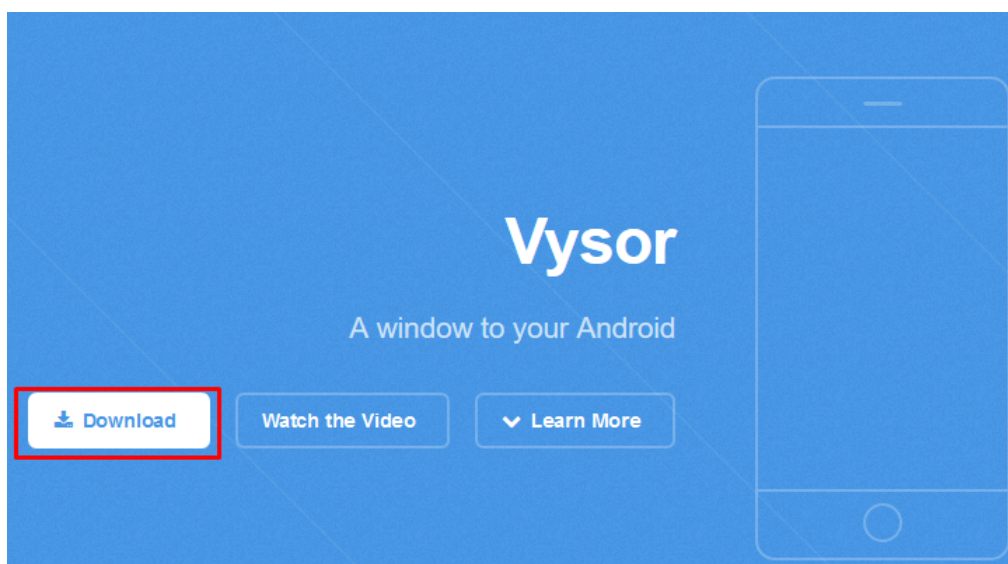 Vysor
A window to your Android
Download
Watch the Video
Learn More